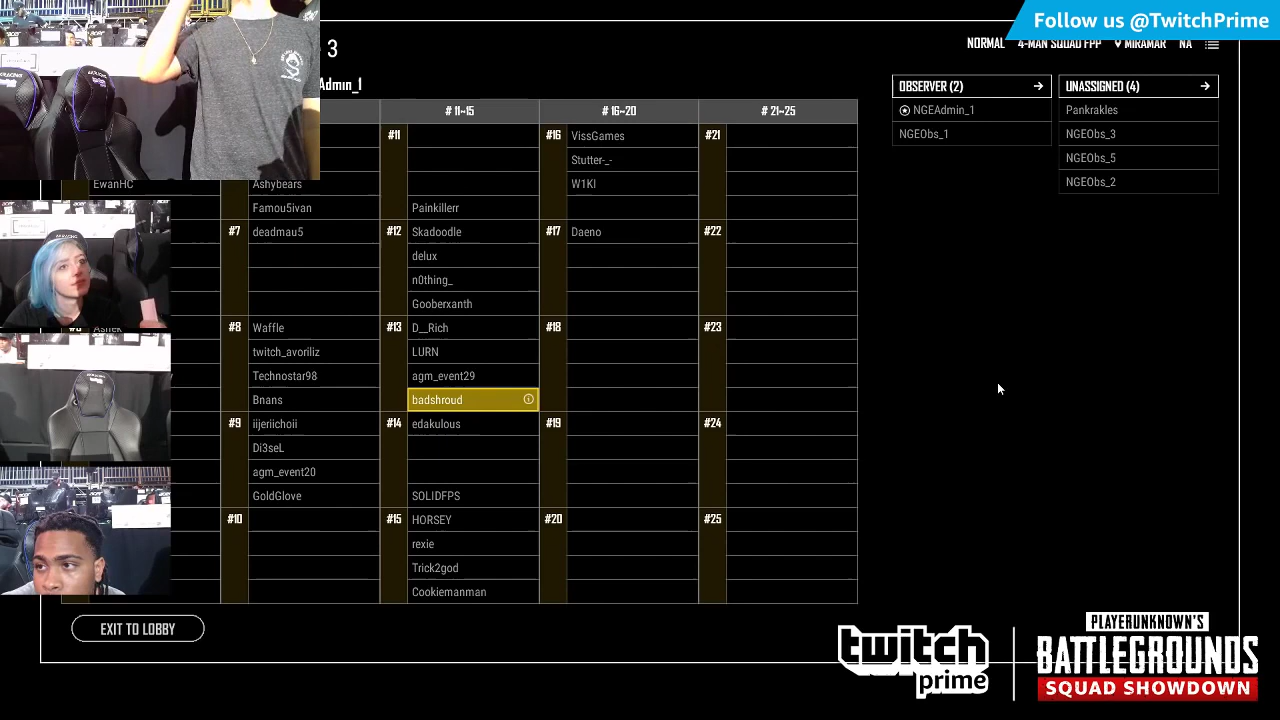 Follow us @TwitchPrime
3
NORMAL 4-MAN SQUAD FPP MIRAMAR NA
Admin_1
OBSERVER (2)
UNASSIGNED (4)
NGEAdmin_1
NGEObs_1
Pankrakles
NGEObs_3
NGEObs_5
NGEObs_2
# 11~15
# 16~20
# 21~25
EwanHC
Ashybears
Famou5ivan
#7 deadmau5
#8 Waffle
twitch_avoriliz
Technostar98
Bnans
#9 iijeriichoii
Di3seL
agm_event20
GoldGlove
#10
#11
Painkillerr
#12 Skadoodle
delux
n0thing_
Gooberxanth
#13 D__Rich
LURN
agm_event29
badshroud
#14 edakulous
SOLIDFPS
#15 HORSEY
rexie
Trick2god
Cookiemanman
#16 VissGames
Stutter-_-
W1KI
#17 Daeno
#18
#19
#20
#21
#22
#23
#24
#25
EXIT TO LOBBY
twitch
prime
PLAYERUNKNOWN'S
BATTLEGROUNDS
SQUAD SHOWDOWN